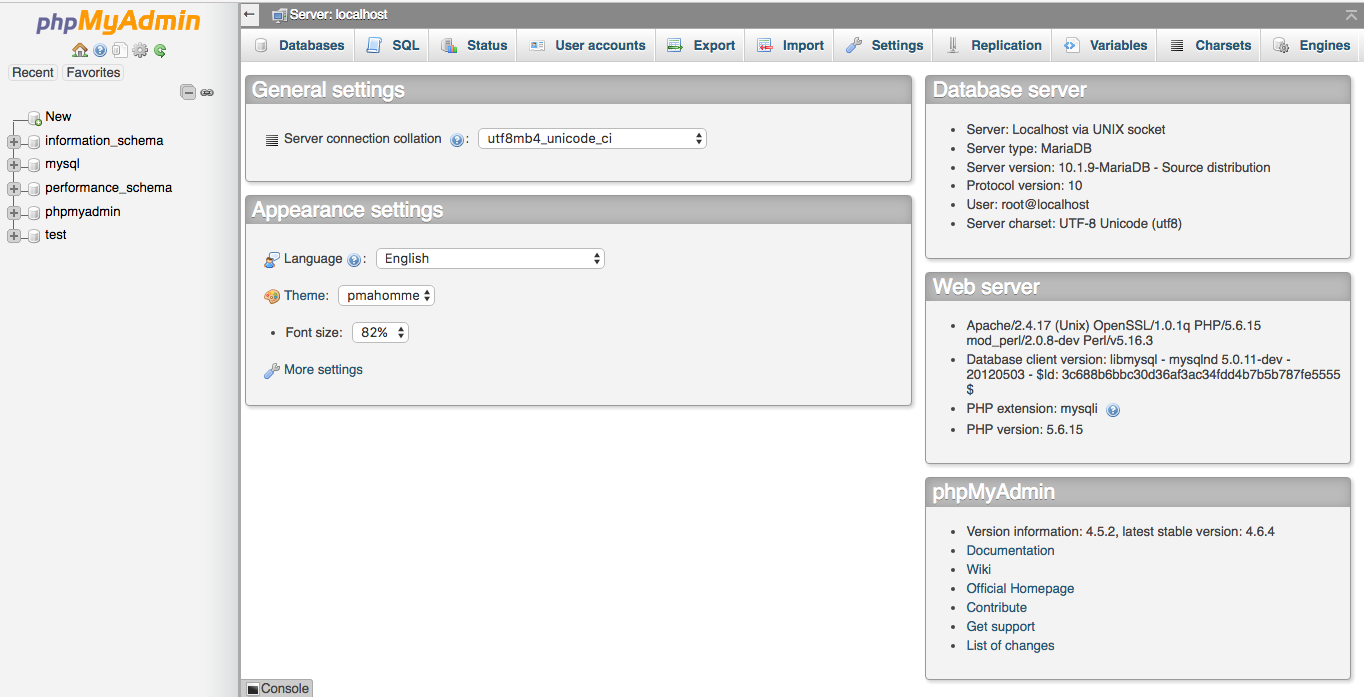 phpMyAdmin
Recent Favorites
New
information_schema
mysql
performance_schema
phpmyadmin
test
Server: localhost
Databases SQL Status User accounts Export Import Settings Replication Variables Charsets Engines
General settings
Server connection collation : utf8mb4_unicode_ci
Appearance settings
Language : English
Theme: pmahomme
• Font size: 82%
More settings
Database server
• Server: Localhost via UNIX socket
• Server type: MariaDB
• Server version: 10.1.9-MariaDB - Source distribution
• Protocol version: 10
• User: root@localhost
• Server charset: UTF-8 Unicode (utf8)
Web server
• Apache/2.4.17 (Unix) OpenSSL/1.0.1q PHP/5.6.15
mod_perl/2.0.8-dev Perl/v5.16.3
• Database client version: libmysql - mysqlnd 5.0.11-dev -
20120503 - $Id: 3c688b6bbc30d36af3ac34fdd4b7b5b787fe5555
$
• PHP extension: mysqli
• PHP version: 5.6.15
phpMyAdmin
• Version information: 4.5.2, latest stable version: 4.6.4
• Documentation
• Wiki
• Official Homepage
• Contribute
• Get support
• List of changes
Console